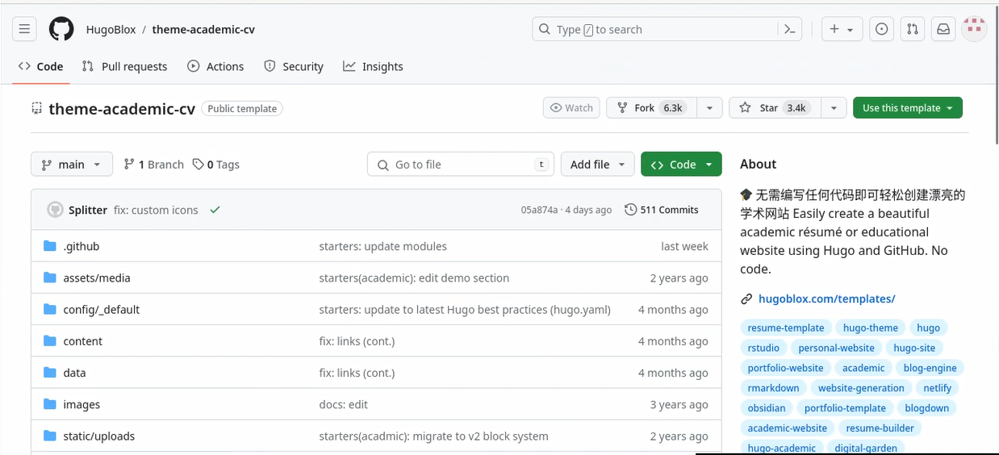 HugoBlox / theme-academic-cv
Type / to search
Code Pull requests Actions Security Insights
theme-academic-cv Public template
Watch Fork 6.3k Star 3.4k Use this template
main 1 Branch 0 Tags Go to file t Add file Code
Splitter fix: custom icons 05a874a · 4 days ago 511 Commits
.github starters: update modules last week
assets/media starters(academic): edit demo section 2 years ago
config/_default starters: update to latest Hugo best practices (hugo.yaml) 4 months ago
content fix: links (cont.) 4 months ago
data fix: links (cont.) 4 months ago
images docs: edit 3 years ago
static/uploads starters(acadmic): migrate to v2 block system 2 years ago
About
🎓 无需编写任何代码即可轻松创建漂亮的
学术网站 Easily create a beautiful
academic résumé or educational
website using Hugo and GitHub. No
code.
hugoblox.com/templates/
resume-template hugo-theme hugo
rstudio personal-website hugo-site
portfolio-website academic blog-engine
rmarkdown website-generation netlify
obsidian portfolio-template blogdown
academic-website resume-builder
hugo-academic digital-garden